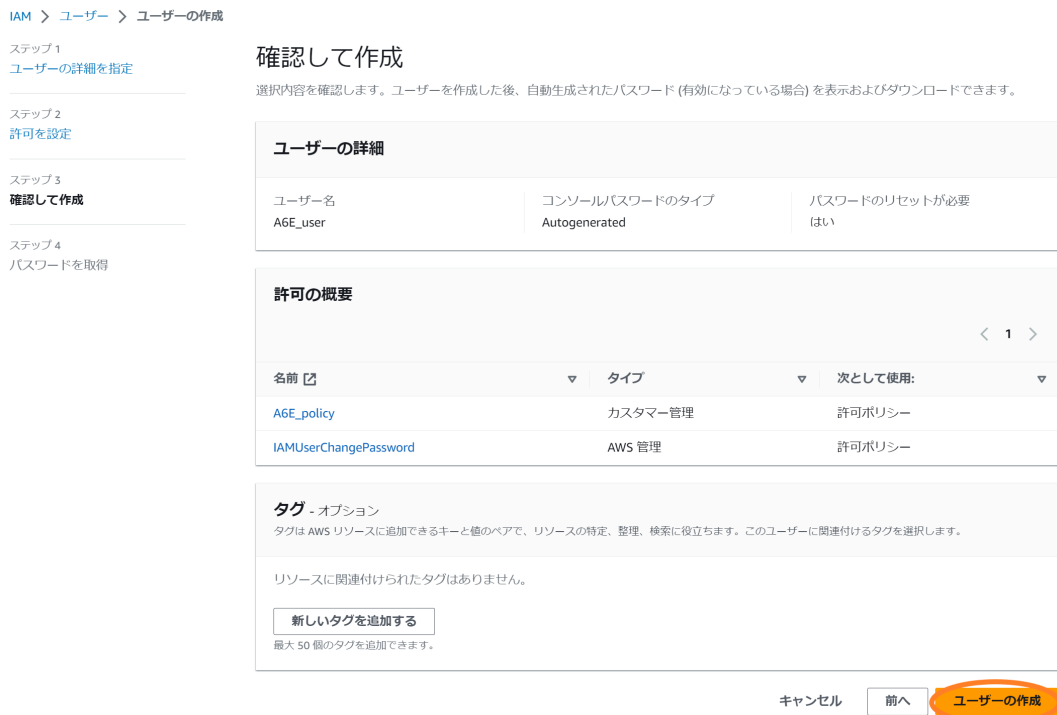 IAM > ユーザー > ユーザーの作成
ステップ 1
ユーザーの詳細を指定
ステップ 2
許可を設定
ステップ 3
確認して作成
ステップ 4
パスワードを取得
確認して作成
選択内容を確認します。ユーザーを作成した後、自動生成されたパスワード (有効になっている場合) を表示およびダウンロードできます。
ユーザーの詳細
ユーザー名
A6E_user
コンソールパスワードのタイプ
Autogenerated
パスワードのリセットが必要
はい
許可の概要
< 1 >
名前 タイプ 次として使用:
A6E_policy カスタマー管理 許可ポリシー
IAMUserChangePassword AWS 管理 許可ポリシー
タグ - オプション
タグは AWS リソースに追加できるキーと値のペアで、リソースの特定、整理、検索に役立ちます。このユーザーに関連付けるタグを選択します。
リソースに関連付けられたタグはありません。
新しいタグを追加する
最大 50 個のタグを追加できます。
キャンセル 前へ ユーザーの作成